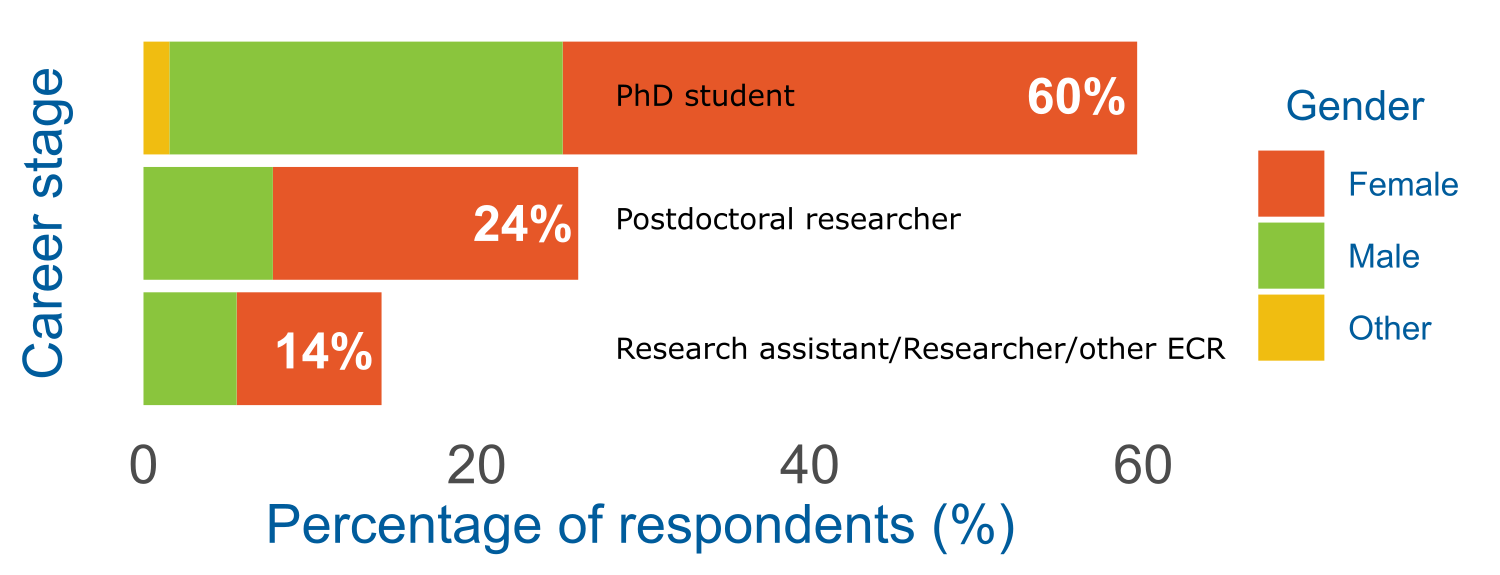 Career stage
PhD student
60%
24%
Postdoctoral researcher
14%
Research assistant/Researcher/other ECR
0 20 40 60
Percentage of respondents (%)
Gender
Female
Male
Other